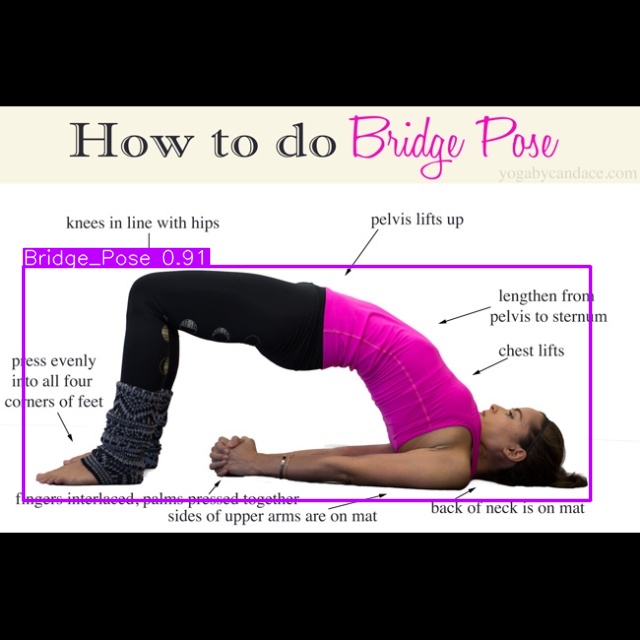 How to do Bridge Pose
yogabycandace.com
knees in line with hips
pelvis lifts up
Bridge_Pose 0.91
lengthen from
pelvis to sternum
chest lifts
press evenly
into all four
corners of feet
fingers interlaced, palms pressed together
sides of upper arms are on mat
back of neck is on mat